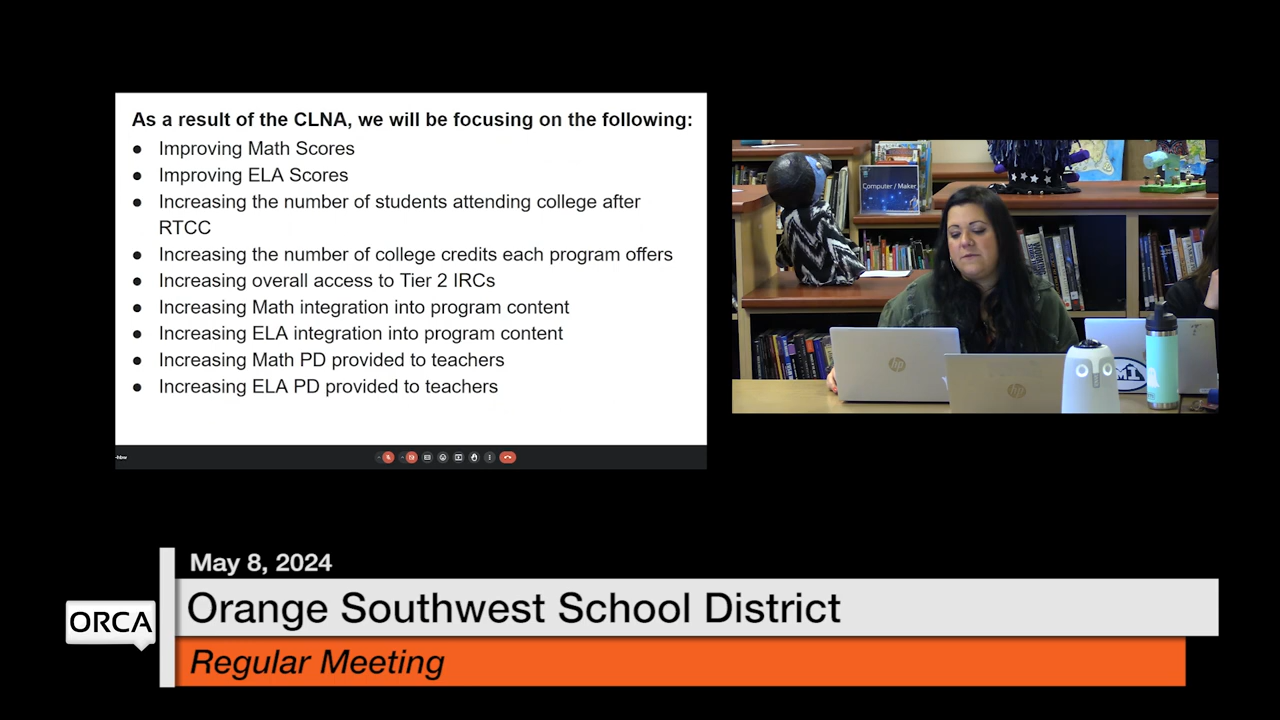 As a result of the CLNA, we will be focusing on the following:
● Improving Math Scores
● Improving ELA Scores
● Increasing the number of students attending college after
RTCC
● Increasing the number of college credits each program offers
● Increasing overall access to Tier 2 IRCs
● Increasing Math integration into program content
● Increasing ELA integration into program content
● Increasing Math PD provided to teachers
● Increasing ELA PD provided to teachers
Computer / Maker
hp
hp
May 8, 2024
Orange Southwest School District
ORCA
Regular Meeting